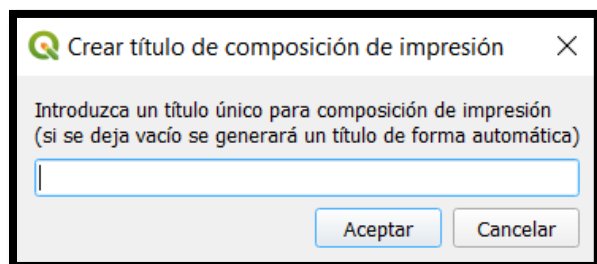 Crear título de composición de impresión
Introduzca un título único para composición de impresión
(si se deja vacío se generará un título de forma automática)
Aceptar
Cancelar